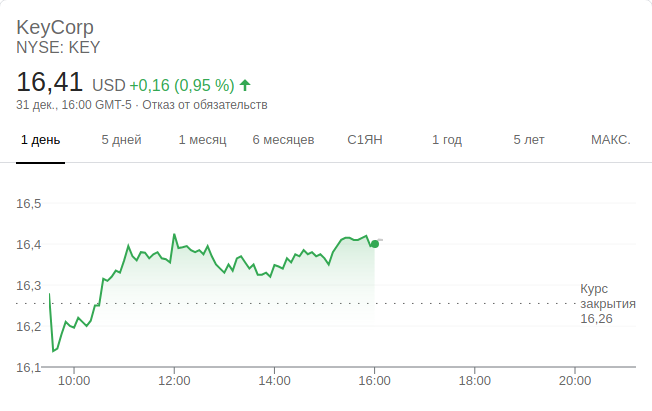 KeyCorp
NYSE: KEY
16,41 USD +0,16 (0,95 %)
31 дек., 16:00 GMT-5 · Отказ от обязательств
1 день 5 дней 1 месяц 6 месяцев С1ЯН 1 год 5 лет МАКС.
16,5
16,4
16,3
16,2
16,1
Курс
закрытия
16,26
10:00 12:00 14:00 16:00 18:00 20:00